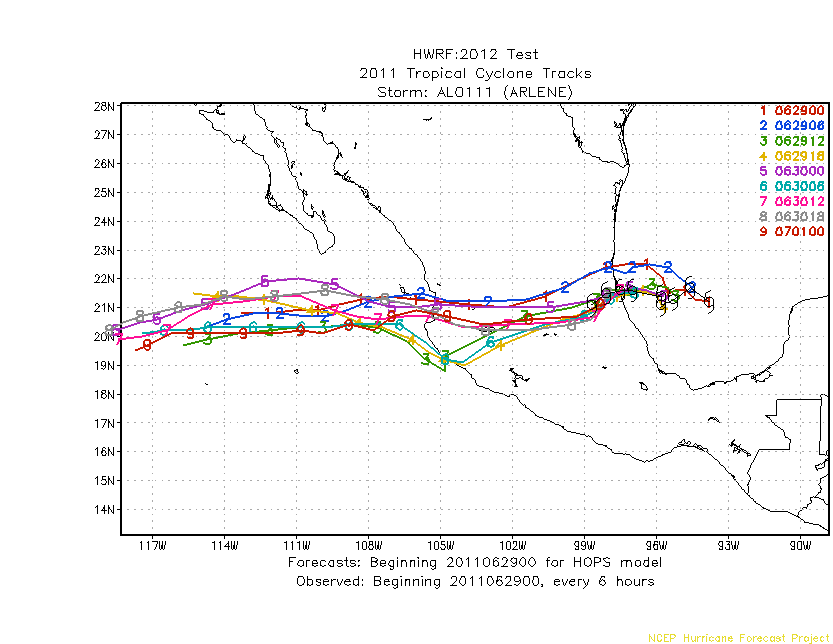 HWRF:2012 Test
2011 Tropical Cyclone Tracks
Storm: AL0111 (ARLENE)
1 062900
2 062906
3 062912
4 062918
5 063000
6 063006
7 063012
8 063018
9 070100
28N
27N
26N
25N
24N
23N
22N
21N
20N
19N
18N
17N
16N
15N
14N
117W 114W 111W 108W 105W 102W 99W 96W 93W 90W
Forecasts: Beginning 2011062900 for HOPS model
Observed: Beginning 2011062900, every 6 hours
NCEP Hurricane Forecast Project